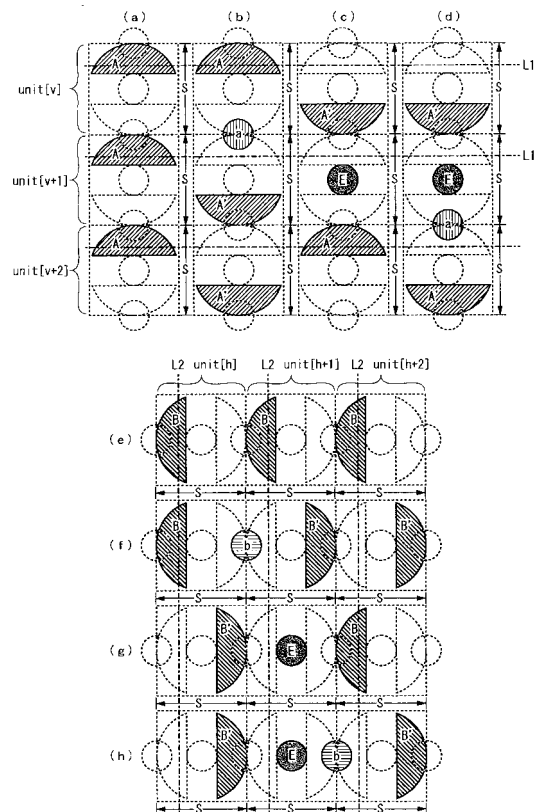 (a) (b) (c) (d)
A A L1
unit[v] S S S S
A' A'
a
A L1
unit[v+1] S E S S E S
A' a
A A
unit[v+2] S S S S
A' A'
L2 unit[h] L2 unit[h+1] L2 unit[h+2]
B B B
(e)
S S S
B B' B'
(f) b
S S S
B' B
(g) E
S S S
B' B'
(h) E b
S S S